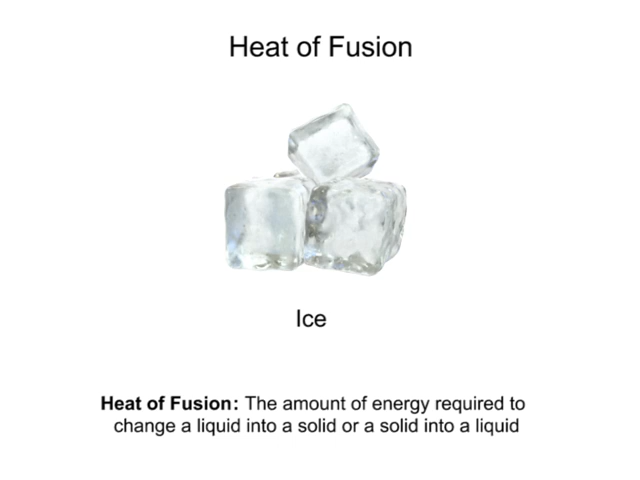 Heat of Fusion
Ice
Heat of Fusion: The amount of energy required to
change a liquid into a solid or a solid into a liquid